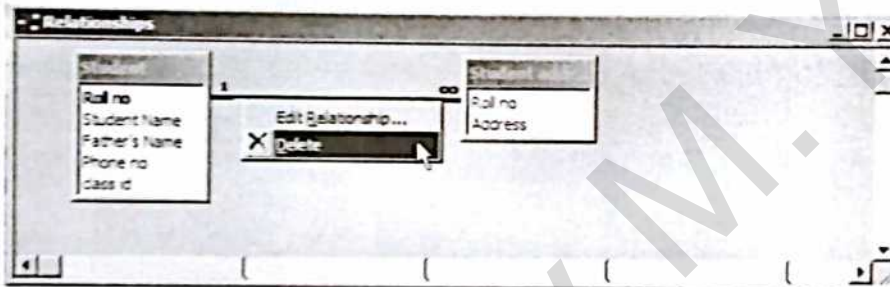 Relationships
Student
Roll no
Student Name
Father's Name
Phone no
class id
1
∞
Edit Relationship...
Delete
Student
Roll no
Address
Y M. Y